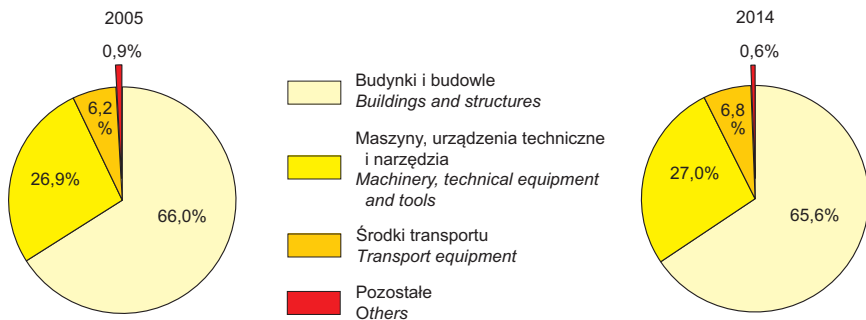 2005
0,9%
6,2
%
26,9%
66,0%
Budynki i budowle
Buildings and structures
Maszyny, urządzenia techniczne
i narzędzia
Machinery, technical equipment
and tools
Środki transportu
Transport equipment
Pozostałe
Others
2014
0,6%
6,8
%
27,0%
65,6%